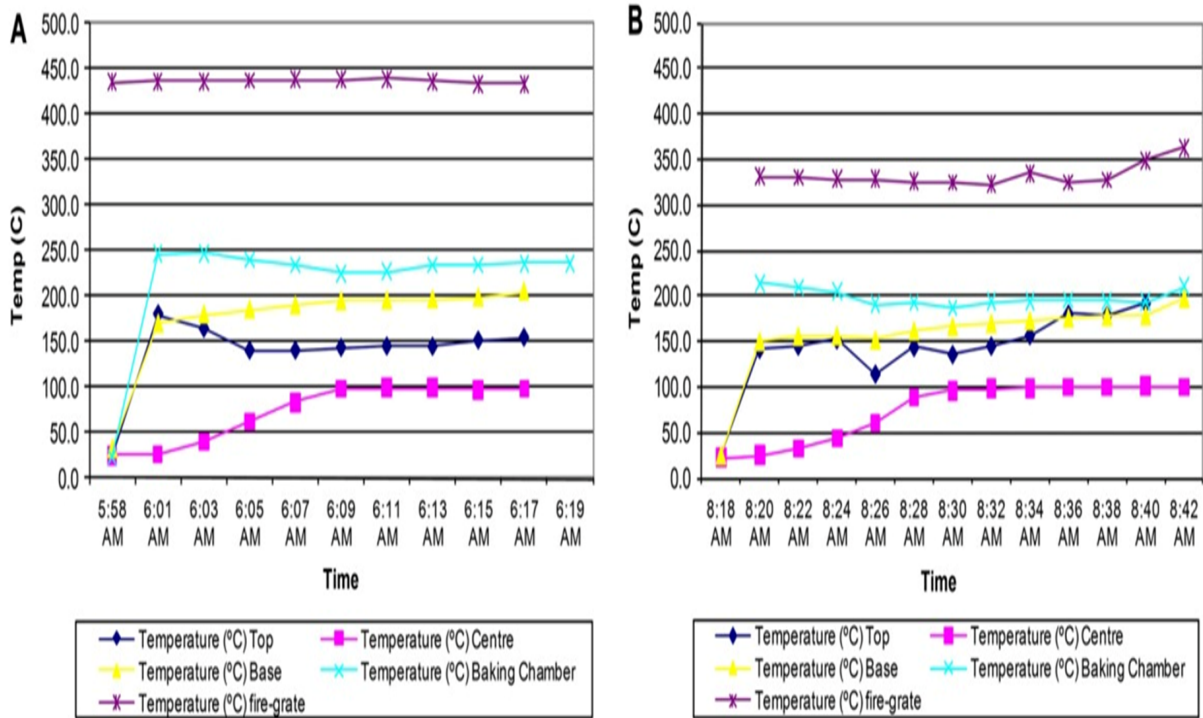 A
500.0
450.0
400.0
350.0
300.0
250.0
200.0
150.0
100.0
50.0
0.0
Temp (C)
5:58 6:01 6:03 6:05 6:07 6:09 6:11 6:13 6:15 6:17 6:19
AM AM AM AM AM AM AM AM AM AM AM
Time
Temperature (ºC) Top Temperature (ºC) Centre
Temperature (ºC) Base Temperature (ºC) Baking Chamber
Temperature (ºC) fire-grate
B
500.0
450.0
400.0
350.0
300.0
250.0
200.0
150.0
100.0
50.0
0.0
Temp (C)
8:18 8:20 8:22 8:24 8:26 8:28 8:30 8:32 8:34 8:36 8:38 8:40 8:42
AM AM AM AM AM AM AM AM AM AM AM AM AM
Time
Temperature (ºC) Top Temperature (ºC) Centre
Temperature (ºC) Base Temperature (ºC) Baking Chamber
Temperature (ºC) fire-grate